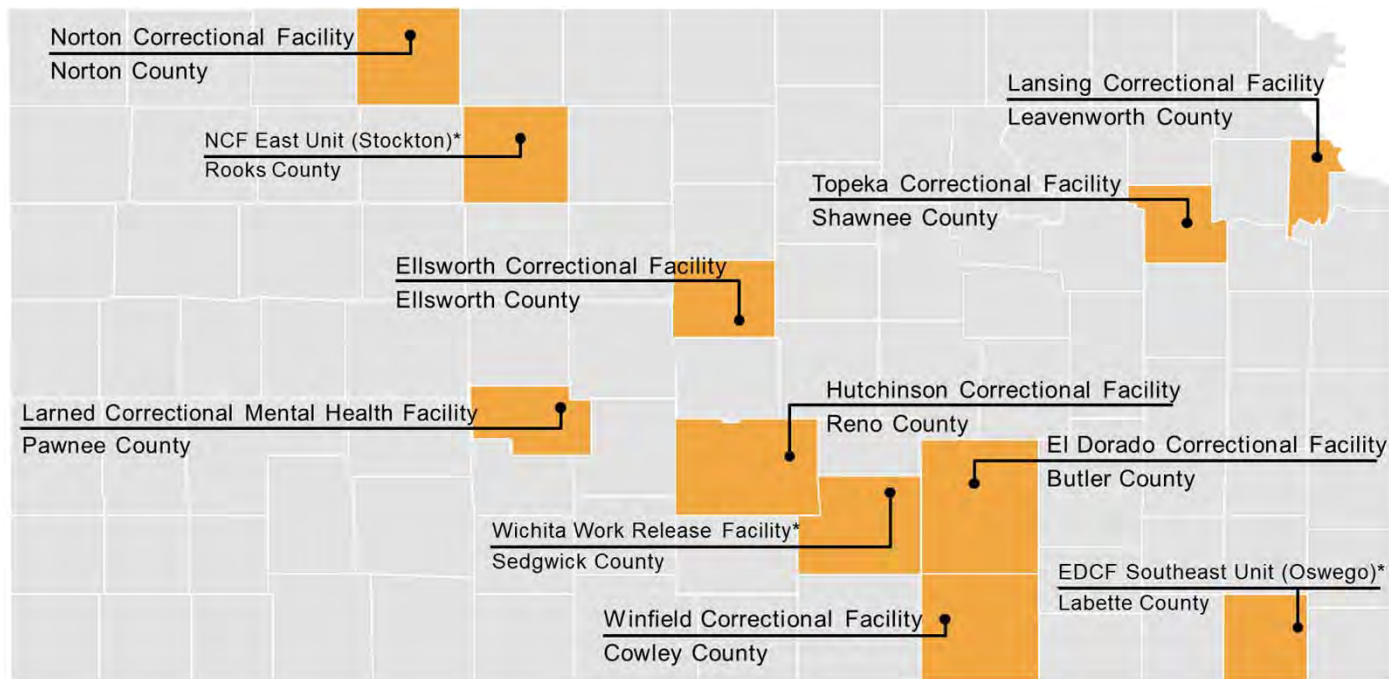 Norton Correctional Facility
Norton County
Lansing Correctional Facility
Leavenworth County
NCF East Unit (Stockton)*
Rooks County
Topeka Correctional Facility
Shawnee County
Ellsworth Correctional Facility
Ellsworth County
Hutchinson Correctional Facility
Reno County
Larned Correctional Mental Health Facility
Pawnee County
El Dorado Correctional Facility
Butler County
Wichita Work Release Facility*
Sedgwick County
EDCF Southeast Unit (Oswego)*
Labette County
Winfield Correctional Facility
Cowley County